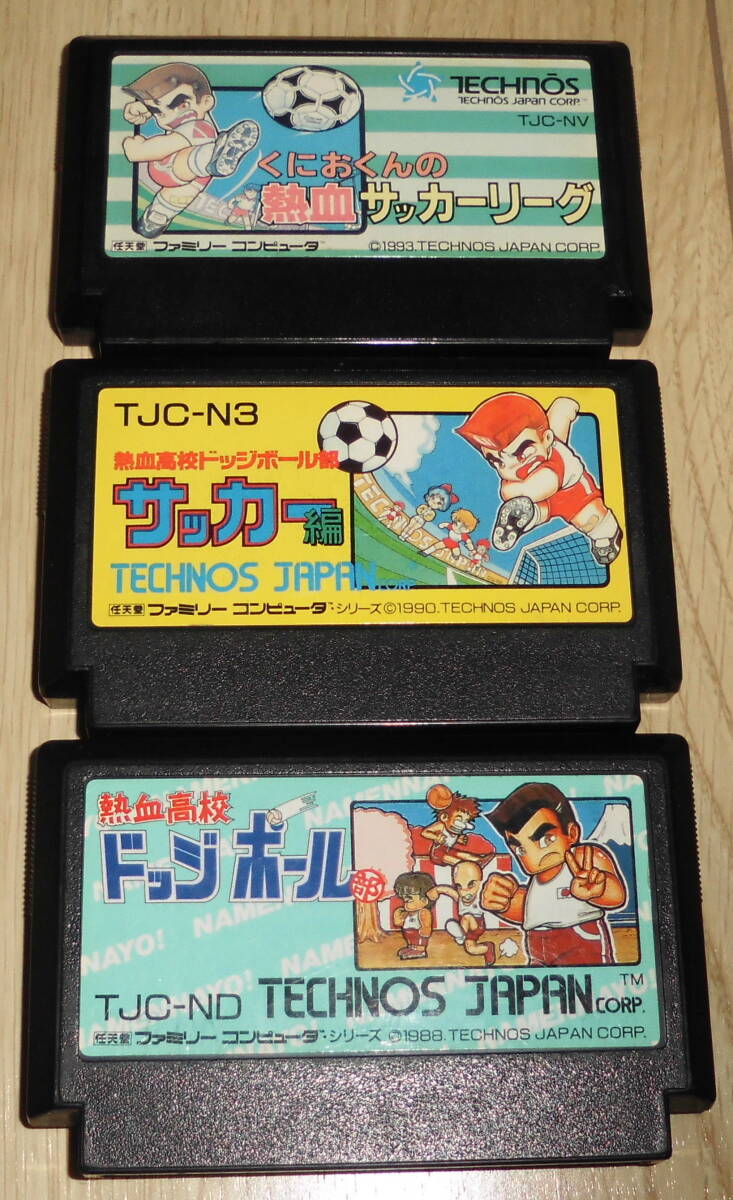 TECHNŌS
TECHNŌS JAPAN CORP.™
TJC-NV
くにおくんの
熱血サッカーリーグ
任天堂 ファミリー コンピュータ™ ©1993.TECHNOS JAPAN CORP.
TJC-N3
熱血高校ドッジボール部
サッカー編
TECHNOS JAPAN CORP.
任天堂 ファミリー コンピュータ・シリーズ ©1990.TECHNOS JAPAN CORP.
熱血高校
ドッジボール部
NAMENNAYO!
TJC-ND TECHNOS JAPAN CORP.™
任天堂 ファミリー コンピュータ・シリーズ ©1988.TECHNOS JAPAN CORP.